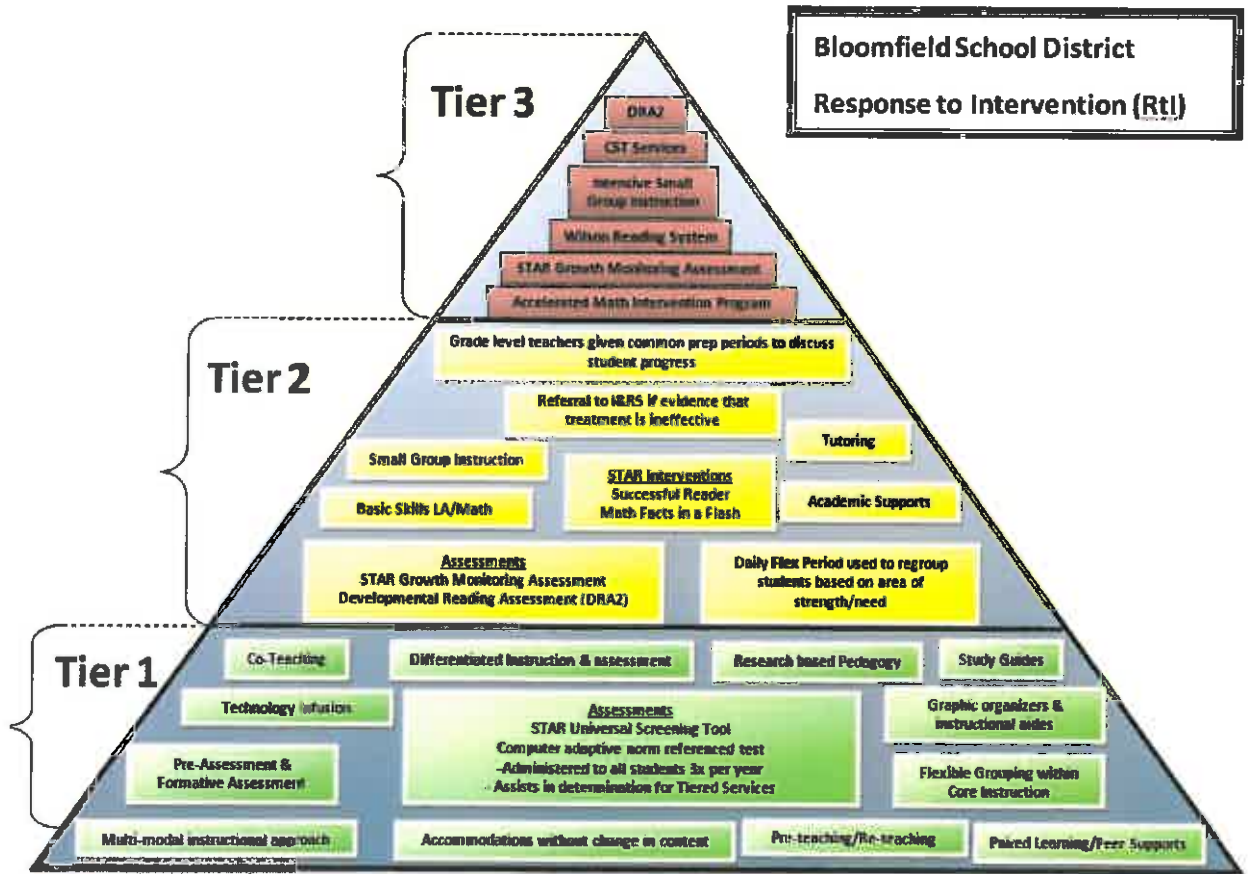 Bloomfield School District
Response to Intervention (RtI)
Tier 3
DRA2
CST Services
Intensive Small
Group Instruction
Wilson Reading System
STAR Growth Monitoring Assessment
Accelerated Math Intervention Program
Tier 2
Grade level teachers given common prep periods to discuss
student progress
Referral to I&RS if evidence that
treatment is ineffective
Tutoring
Small Group Instruction
STAR Interventions
Successful Reader
Math Facts in a Flash
Basic Skills LA/Math
Academic Supports
Assessments
STAR Growth Monitoring Assessment
Developmental Reading Assessment (DRA2)
Daily Flex Period used to regroup
students based on area of
strength/need
Tier 1
Co-Teaching
Differentiated Instruction & assessment
Research based Pedagogy
Study Guides
Technology Infusion
Assessments
STAR Universal Screening Tool
Computer adaptive norm referenced test
-Administered to all students 3x per year
-Assists in determination for Tiered Services
Graphic organizers &
instructional aides
Pre-Assessment &
Formative Assessment
Flexible Grouping within
Core Instruction
Multi-modal instructional approach
Accommodations without change in content
Pre-teaching/Re-teaching
Paired Learning/Peer Supports